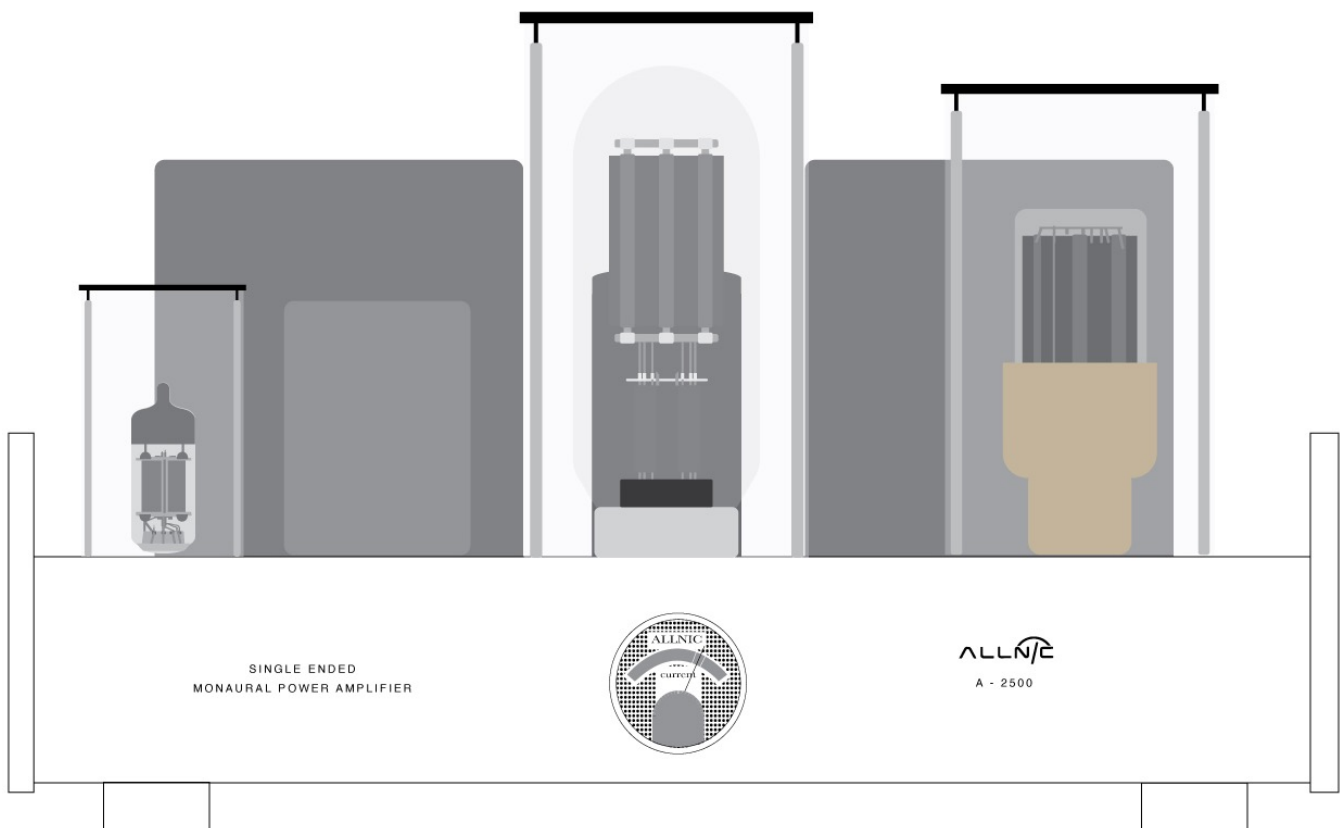 SINGLE ENDED
MONAURAL POWER AMPLIFIER
ALLNIC
current
ALLNIC
A - 2500